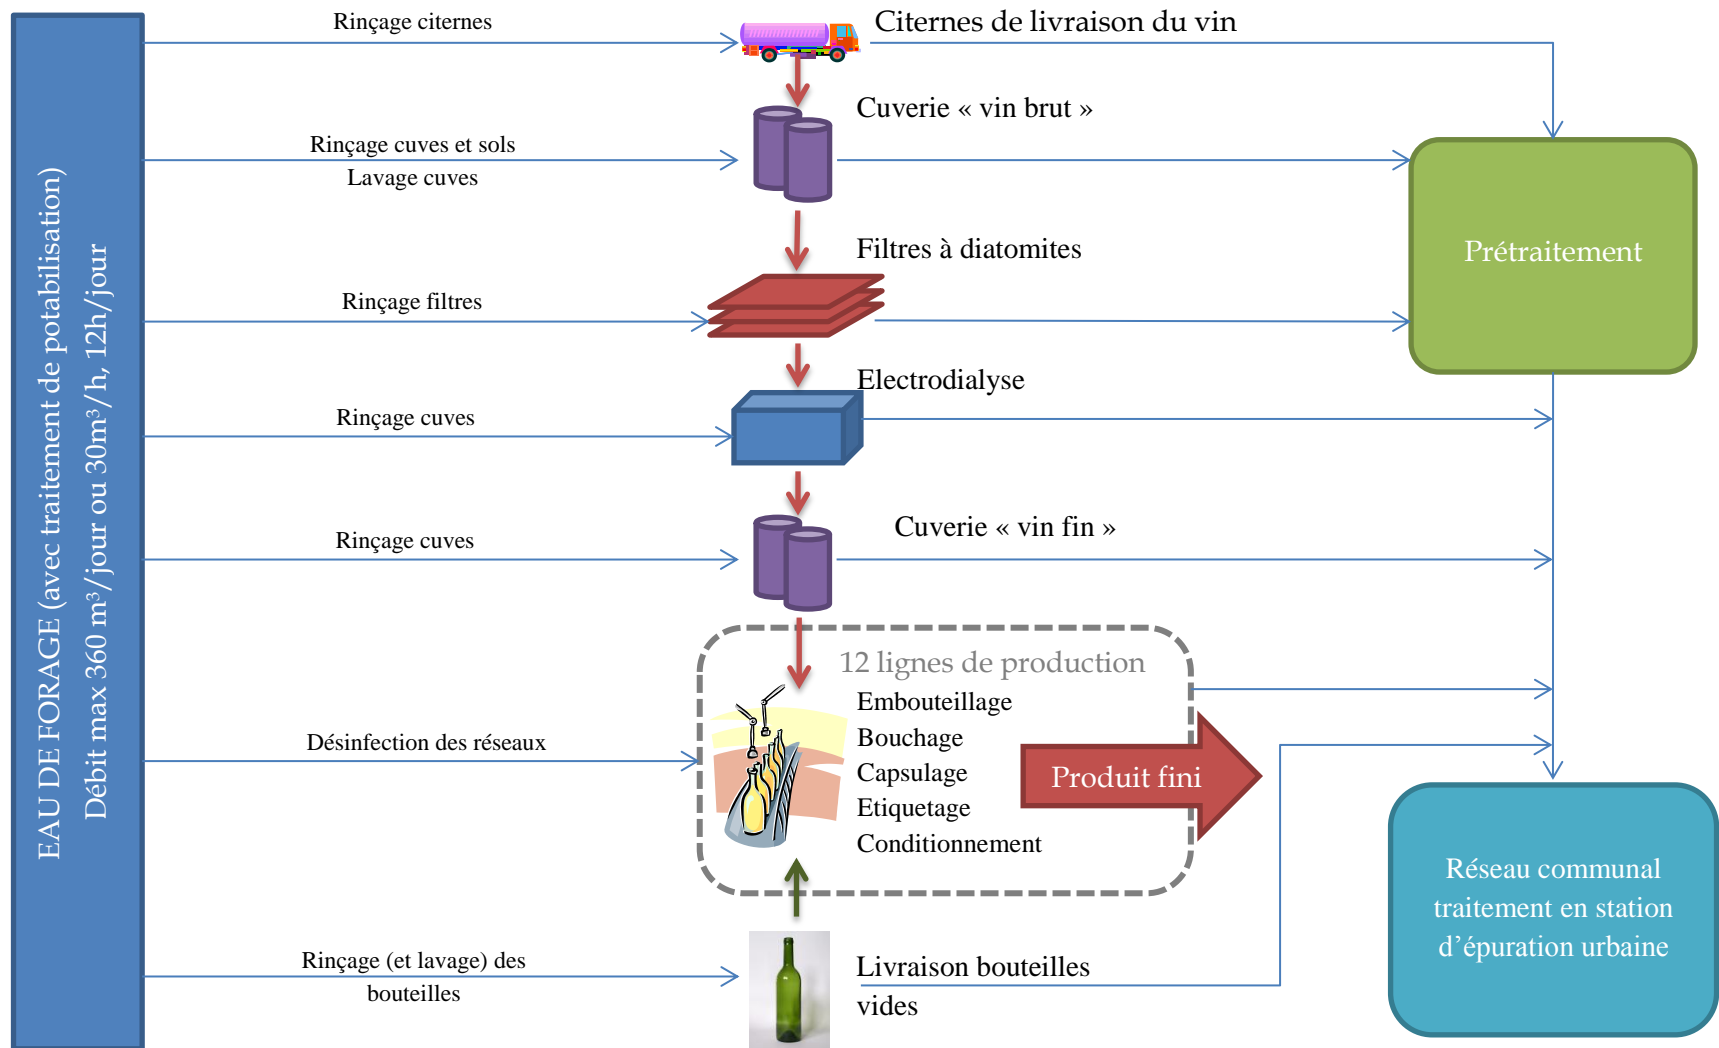 EAU DE FORAGE (avec traitement de potabilisation)
Débit max 360 m³/jour ou 30m³/h, 12h/jour
Rinçage citernes
Citernes de livraison du vin
Cuverie « vin brut »
Rinçage cuves et sols
Lavage cuves
Filtres à diatomites
Prétraitement
Rinçage filtres
Electrodialyse
Rinçage cuves
Cuverie « vin fin »
Rinçage cuves
12 lignes de production
Embouteillage
Bouchage
Capsulage
Etiquetage
Conditionnement
Produit fini
Désinfection des réseaux
Réseau communal
traitement en station
d’épuration urbaine
Rinçage (et lavage) des
bouteilles
Livraison bouteilles
vides